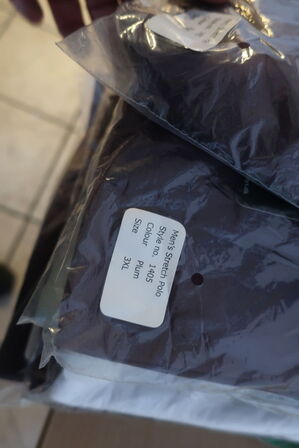 Men's Stretch Polo
Style no. 1405
Colour Plum
Size 3XL